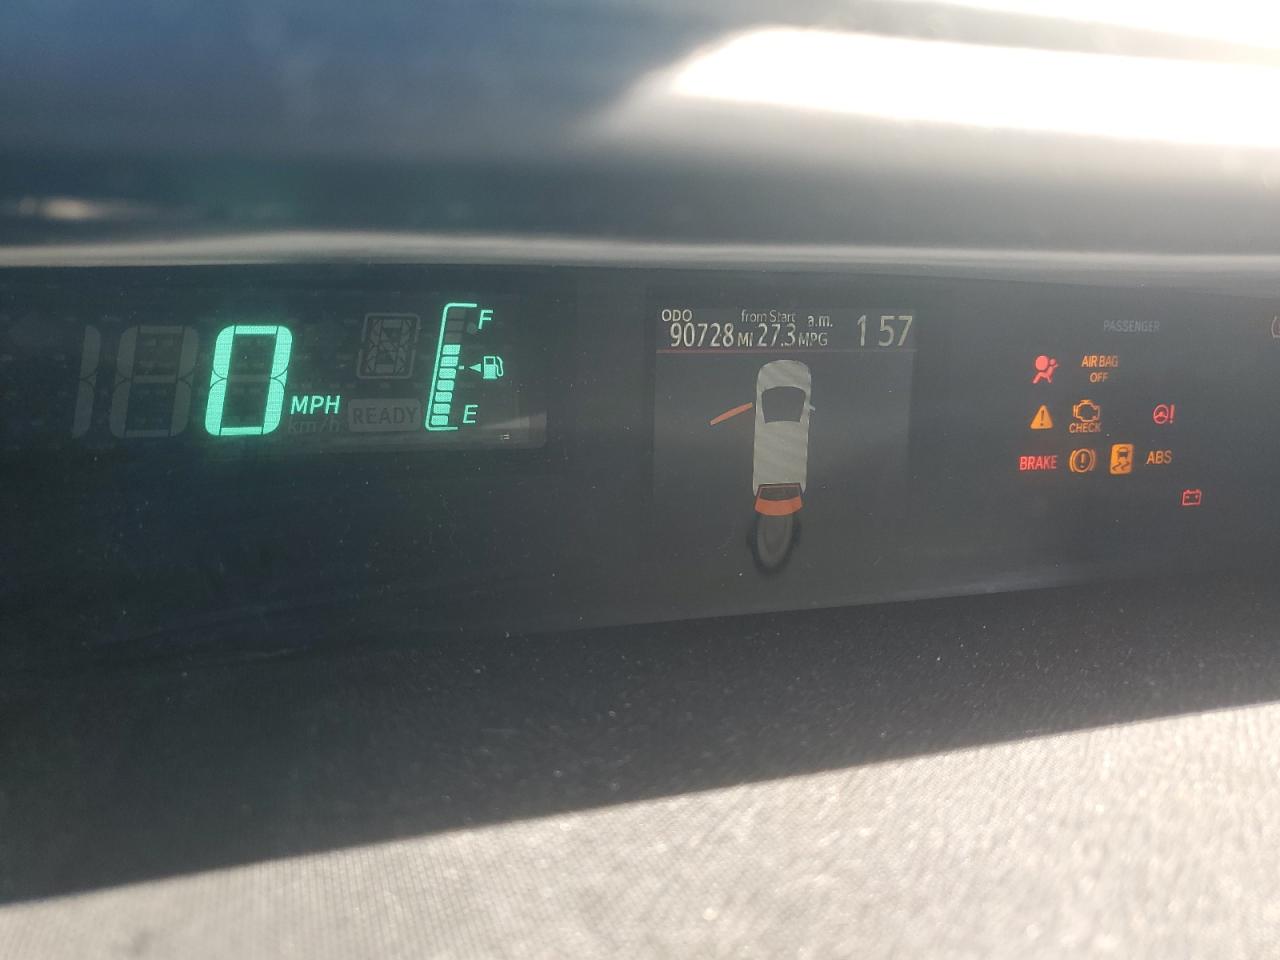 0 MPH
km/h
READY
F
E
ODO from Start a.m. 1 57
90728 MI 27.3 MPG
PASSENGER
AIR BAG
OFF
CHECK
BRAKE ABS